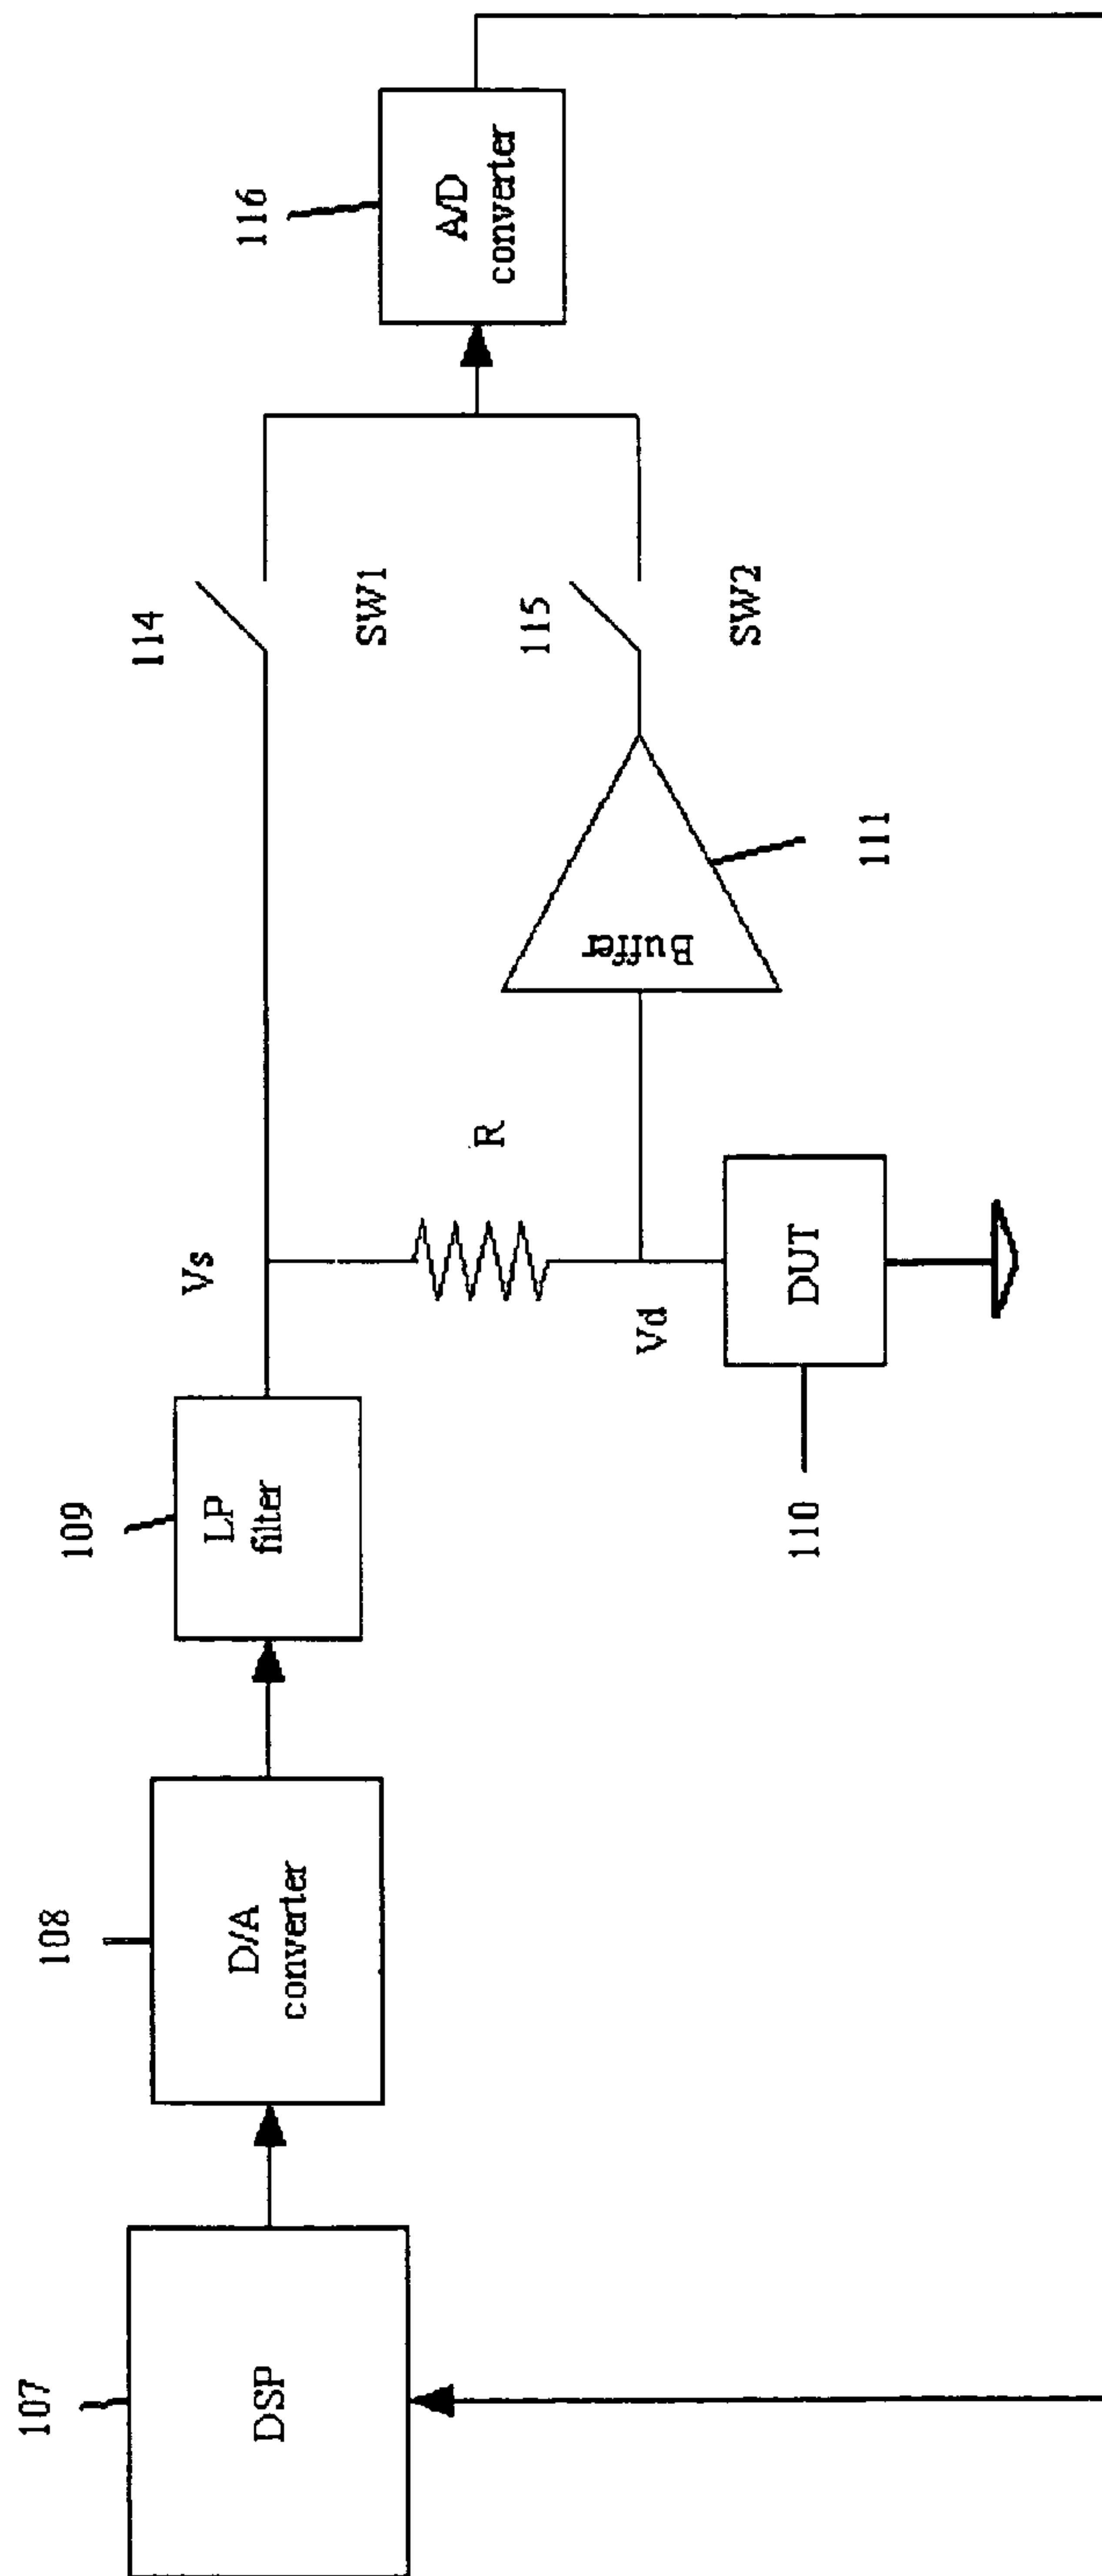 107
DSP
108
D/A
converter
109
LP
filter
Vs
R
Vd
110
DUT
Buffer
111
114
SW1
115
SW2
116
A/D
converter